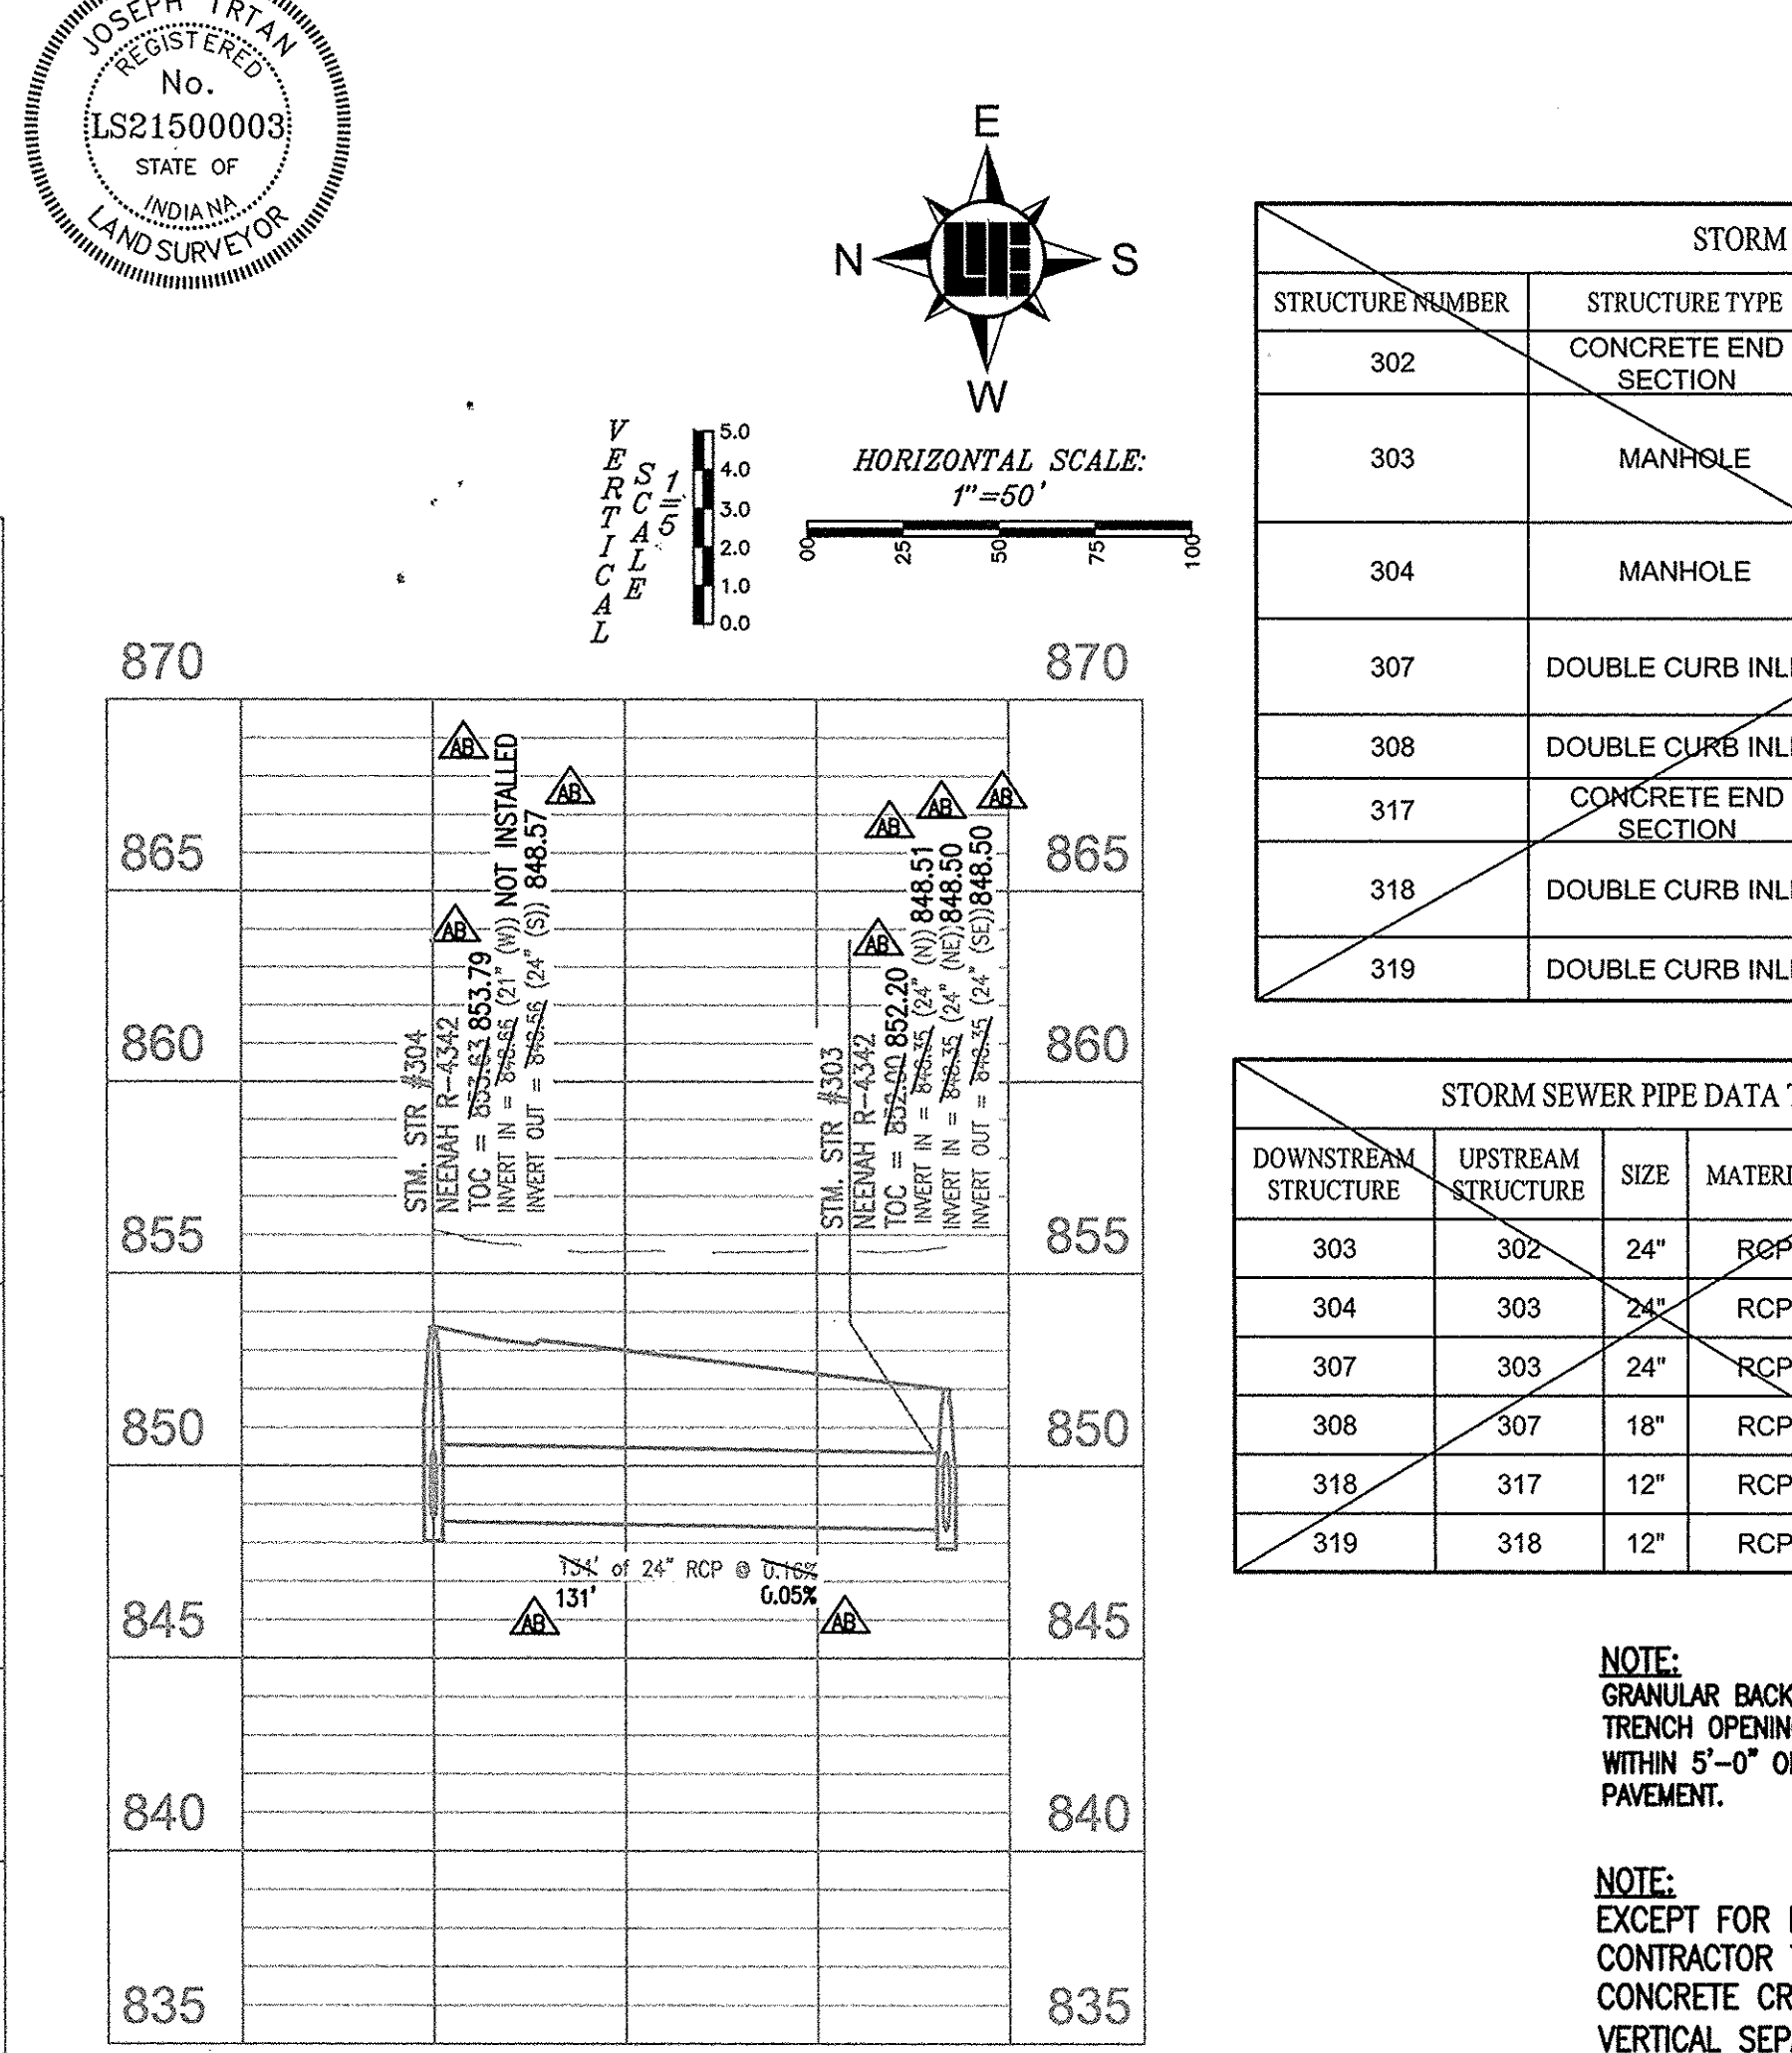 JOSEPH TRTAN
REGISTERED
No.
LS21500003
STATE OF
INDIANA
LAND SURVEYOR
E
N
S
W
VERTICAL
SCALE
1
5
5.0
4.0
3.0
2.0
1.0
0.0
HORIZONTAL SCALE:
1"=50'
00
25
50
75
100
STORM
STRUCTURE NUMBER STRUCTURE TYPE
302 CONCRETE END SECTION
303 MANHOLE
304 MANHOLE
307 DOUBLE CURB INL
308 DOUBLE CURB INL
317 CONCRETE END SECTION
318 DOUBLE CURB INL
319 DOUBLE CURB INL
STORM SEWER PIPE DATA
DOWNSTREAM STRUCTURE UPSTREAM STRUCTURE SIZE MATERI
303 302 24" RCP
304 303 24" RCP
307 303 24" RCP
308 307 18" RCP
318 317 12" RCP
319 318 12" RCP
870 870
865 865
860 860
855 855
850 850
845 845
840 840
835 835
AB
AB
AB
STM. STR #304
NEENAH R-4342
TOC = 853.63 853.79
INVERT IN = 848.66 (21" (W)) NOT INSTALLED
INVERT OUT = 848.56 (24" (S)) 848.57
AB
AB
AB
AB
STM. STR #303
NEENAH R-4342
TOC = 852.00 852.20
INVERT IN = 848.35 (24" (N)) 848.51
INVERT IN = 848.35 (24" (NE)) 848.50
INVERT OUT = 848.35 (24" (SE)) 848.50
134' of 24" RCP @ 0.16%
131' 0.05%
AB
AB
NOTE:
GRANULAR BACK
TRENCH OPENIN
WITHIN 5'-0" O
PAVEMENT.
NOTE:
EXCEPT FOR
CONTRACTOR
CONCRETE CR
VERTICAL SEP